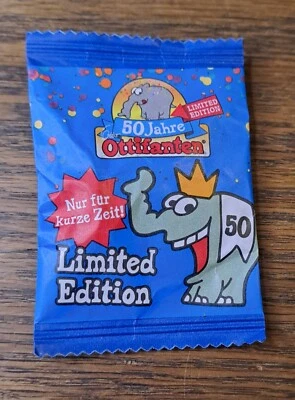 LIMITED
EDITION
50 Jahre
Ottifanten
Nur für
kurze Zeit!
50
Limited
Edition